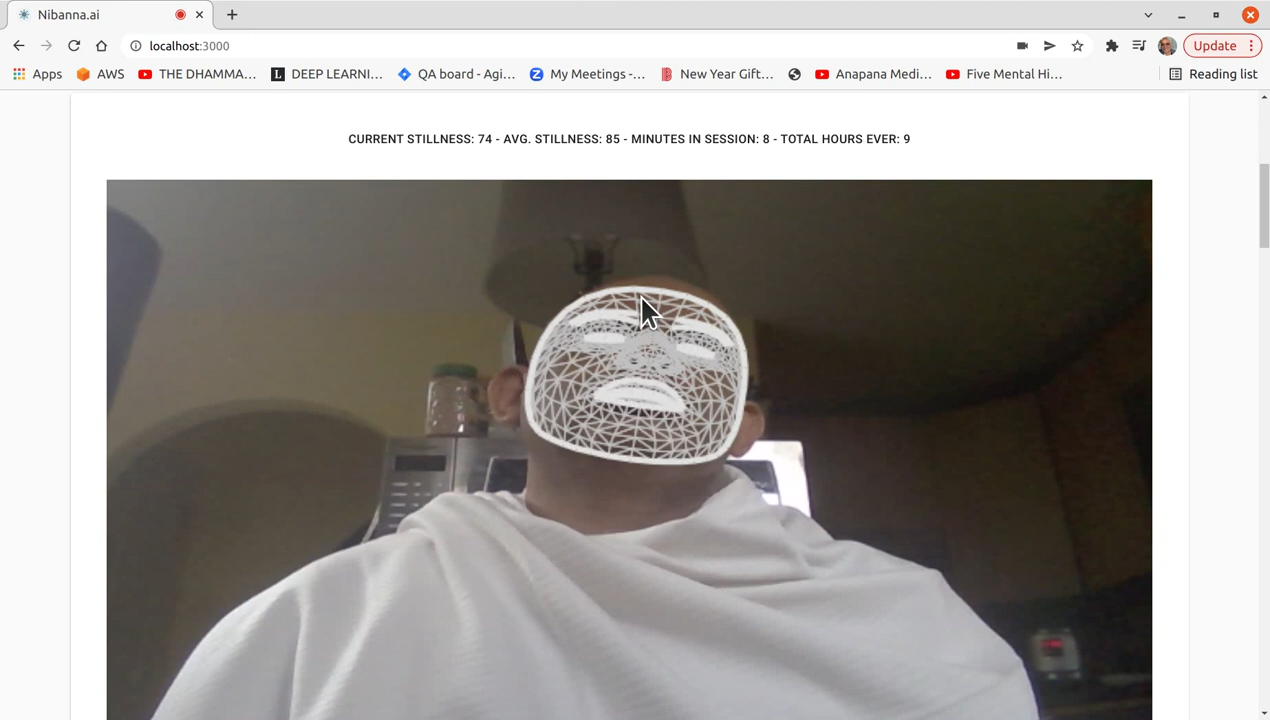 Nibanna.ai
localhost:3000
Update
Apps AWS THE DHAMMA... DEEP LEARNI... QA board - Agi... My Meetings -... New Year Gift... Anapana Medi... Five Mental Hi... Reading list
CURRENT STILLNESS: 74 - AVG. STILLNESS: 85 - MINUTES IN SESSION: 8 - TOTAL HOURS EVER: 9